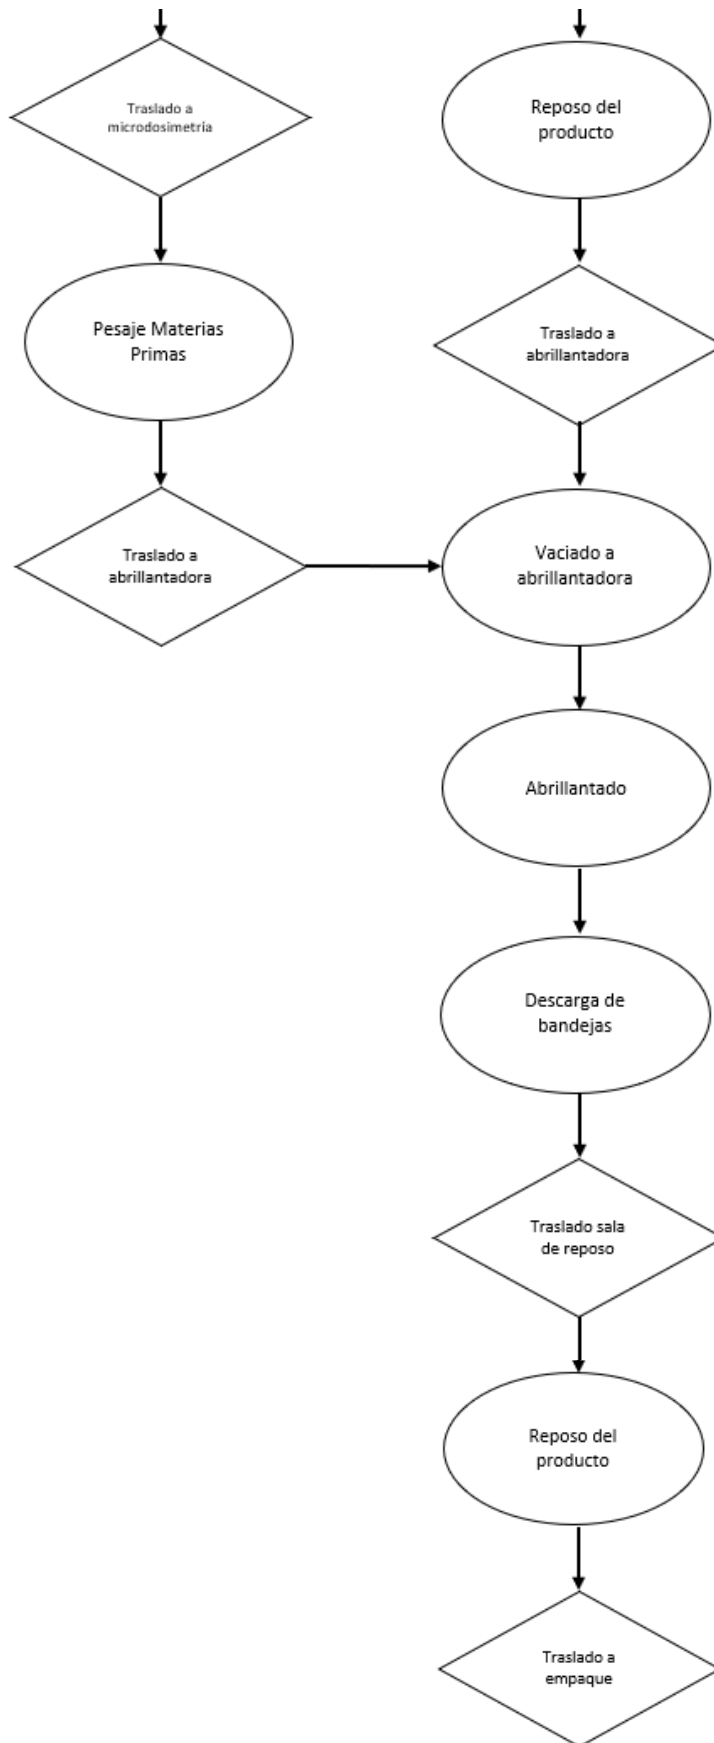 Traslado a
microdosimetria
Reposo del
producto
Pesaje Materias
Primas
Traslado a
abrillantadora
Traslado a
abrillantadora
Vaciado a
abrillantadora
Abrillantado
Descarga de
bandejas
Traslado sala
de reposo
Reposo del
producto
Traslado a
empaque